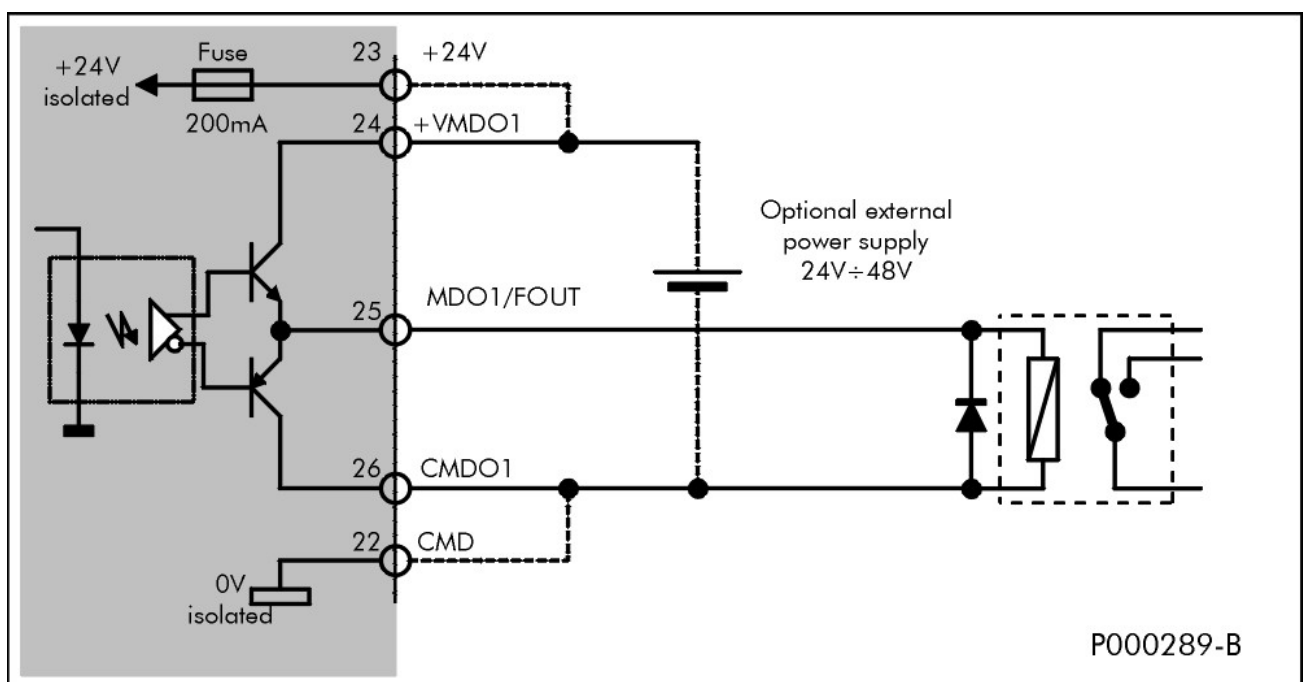 23
+24V
Fuse
+24V
isolated
200mA
24
+VMDO1
Optional external
power supply
24V÷48V
25
MDO1/FOUT
26
CMDO1
22
CMD
0V
isolated
P000289-B